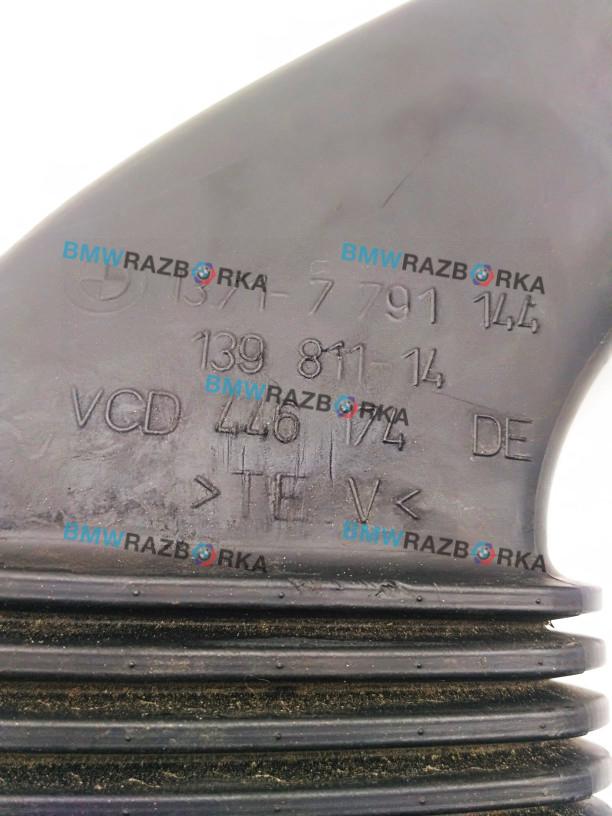 BMWRAZBORKA BMWRAZBORKA
1371-7 791 144
139 811-14
BMWRAZBORKA
VCD 446 174 DE
>TE V<
BMWRAZBORKA BMWRAZBORKA